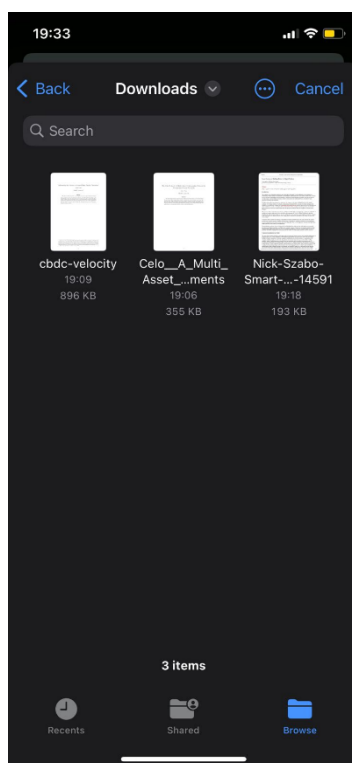 19:33
Back
Downloads
Cancel
Search
cbdc-velocity
19:09
896 KB
Celo__A_Multi_
Asset_...ments
19:06
355 KB
Nick-Szabo-
Smart-...-14591
19:18
193 KB
3 items
Recents
Shared
Browse